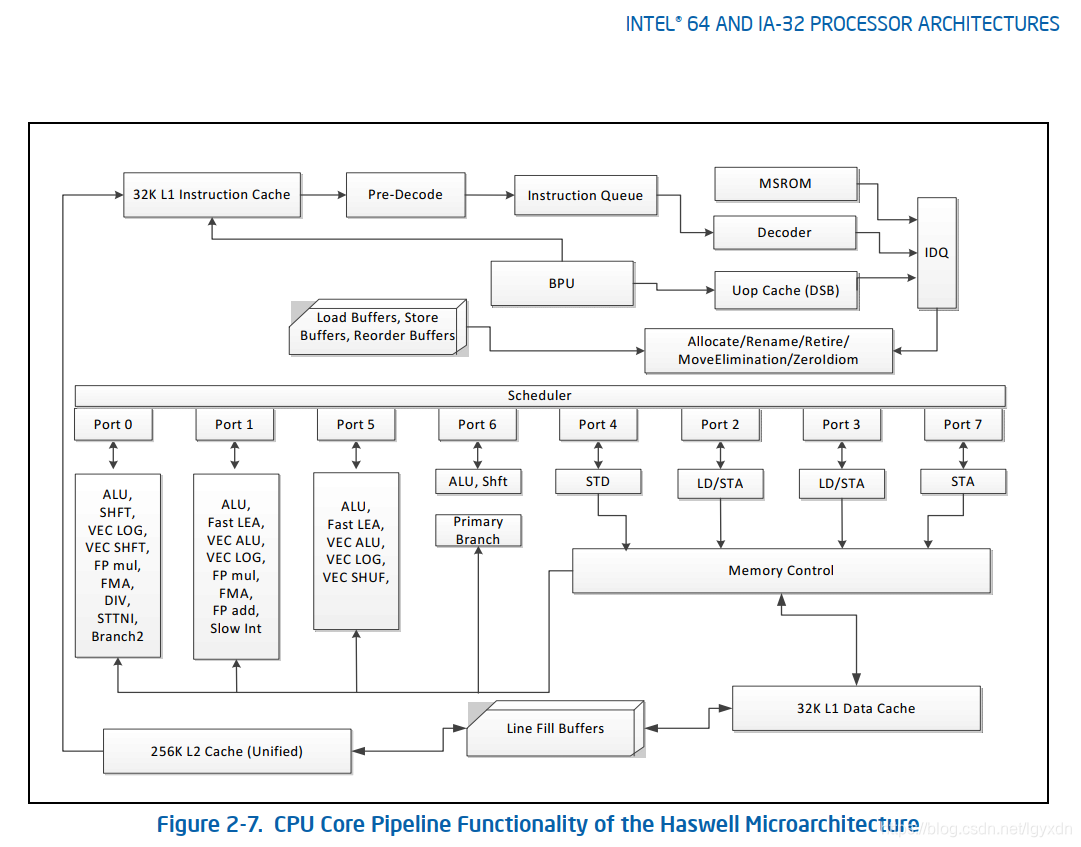 INTEL® 64 AND IA-32 PROCESSOR ARCHITECTURES
32K L1 Instruction Cache
Pre-Decode
Instruction Queue
MSROM
Decoder
IDQ
BPU
Uop Cache (DSB)
Load Buffers, Store
Buffers, Reorder Buffers
Allocate/Rename/Retire/
MoveElimination/ZeroIdiom
Scheduler
Port 0
Port 1
Port 5
Port 6
Port 4
Port 2
Port 3
Port 7
ALU,
SHFT,
VEC LOG,
VEC SHFT,
FP mul,
FMA,
DIV,
STTNI,
Branch2
ALU,
Fast LEA,
VEC ALU,
VEC LOG,
FP mul,
FMA,
FP add,
Slow Int
ALU,
Fast LEA,
VEC ALU,
VEC LOG,
VEC SHUF,
ALU, Shft
Primary
Branch
STD
LD/STA
LD/STA
STA
Memory Control
32K L1 Data Cache
Line Fill Buffers
256K L2 Cache (Unified)
Figure 2-7. CPU Core Pipeline Functionality of the Haswell Microarchitecture
https://blog.csdn.net/lgyxdn